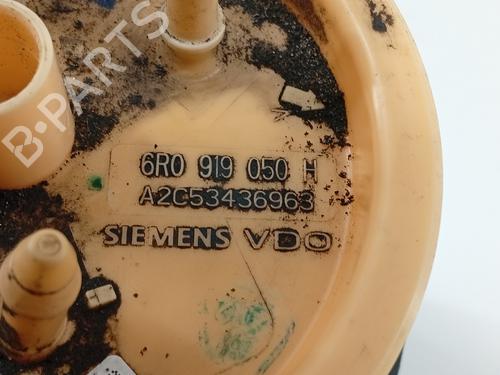 B-PARTS
6R0 919 050 H
A2C53436963
SIEMENS VDO